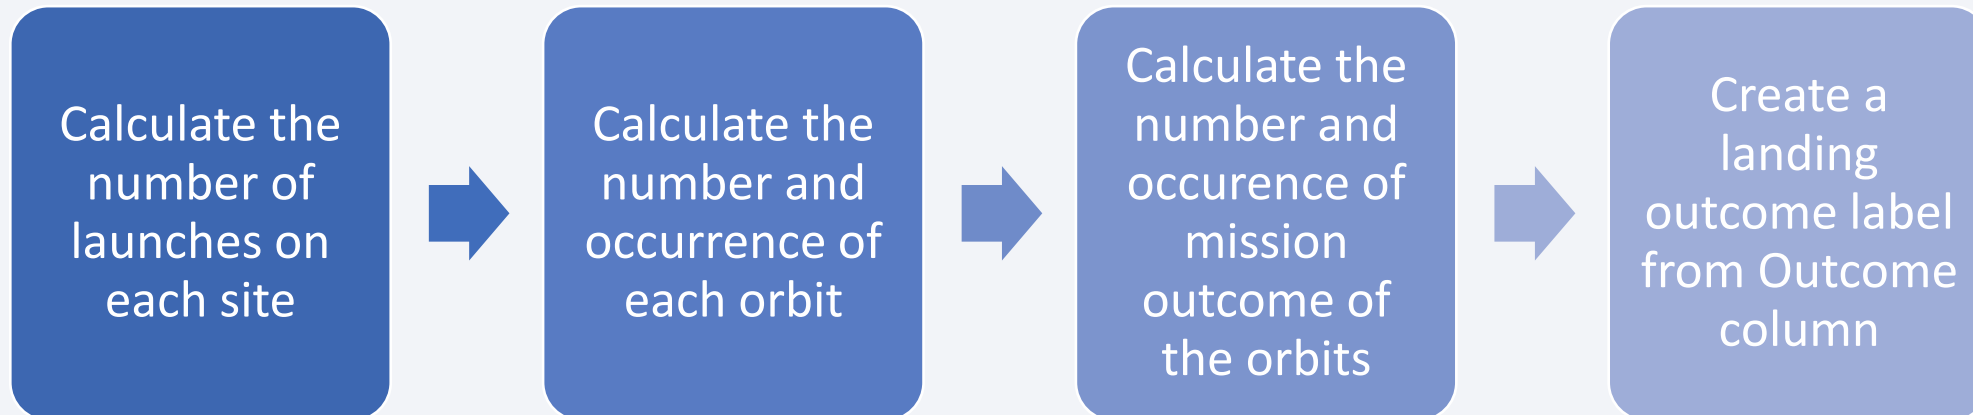 Calculate the
number of
launches on
each site
Calculate the
number and
occurrence of
each orbit
Calculate the
number and
occurence of
mission
outcome of
the orbits
Create a
landing
outcome label
from Outcome
column